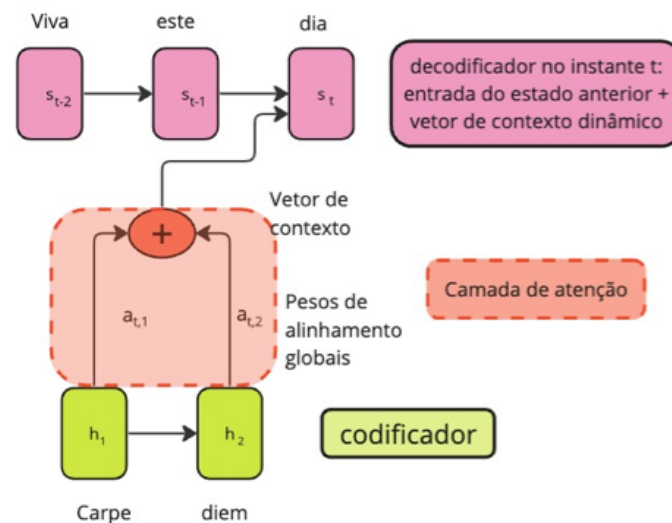 Viva este dia
s t-2 s t-1 s t
decodificador no instante t:
entrada do estado anterior +
vetor de contexto dinâmico
Vetor de
contexto
+
Camada de atenção
a t,1 a t,2
Pesos de
alinhamento
globais
h 1 h 2
codificador
Carpe diem